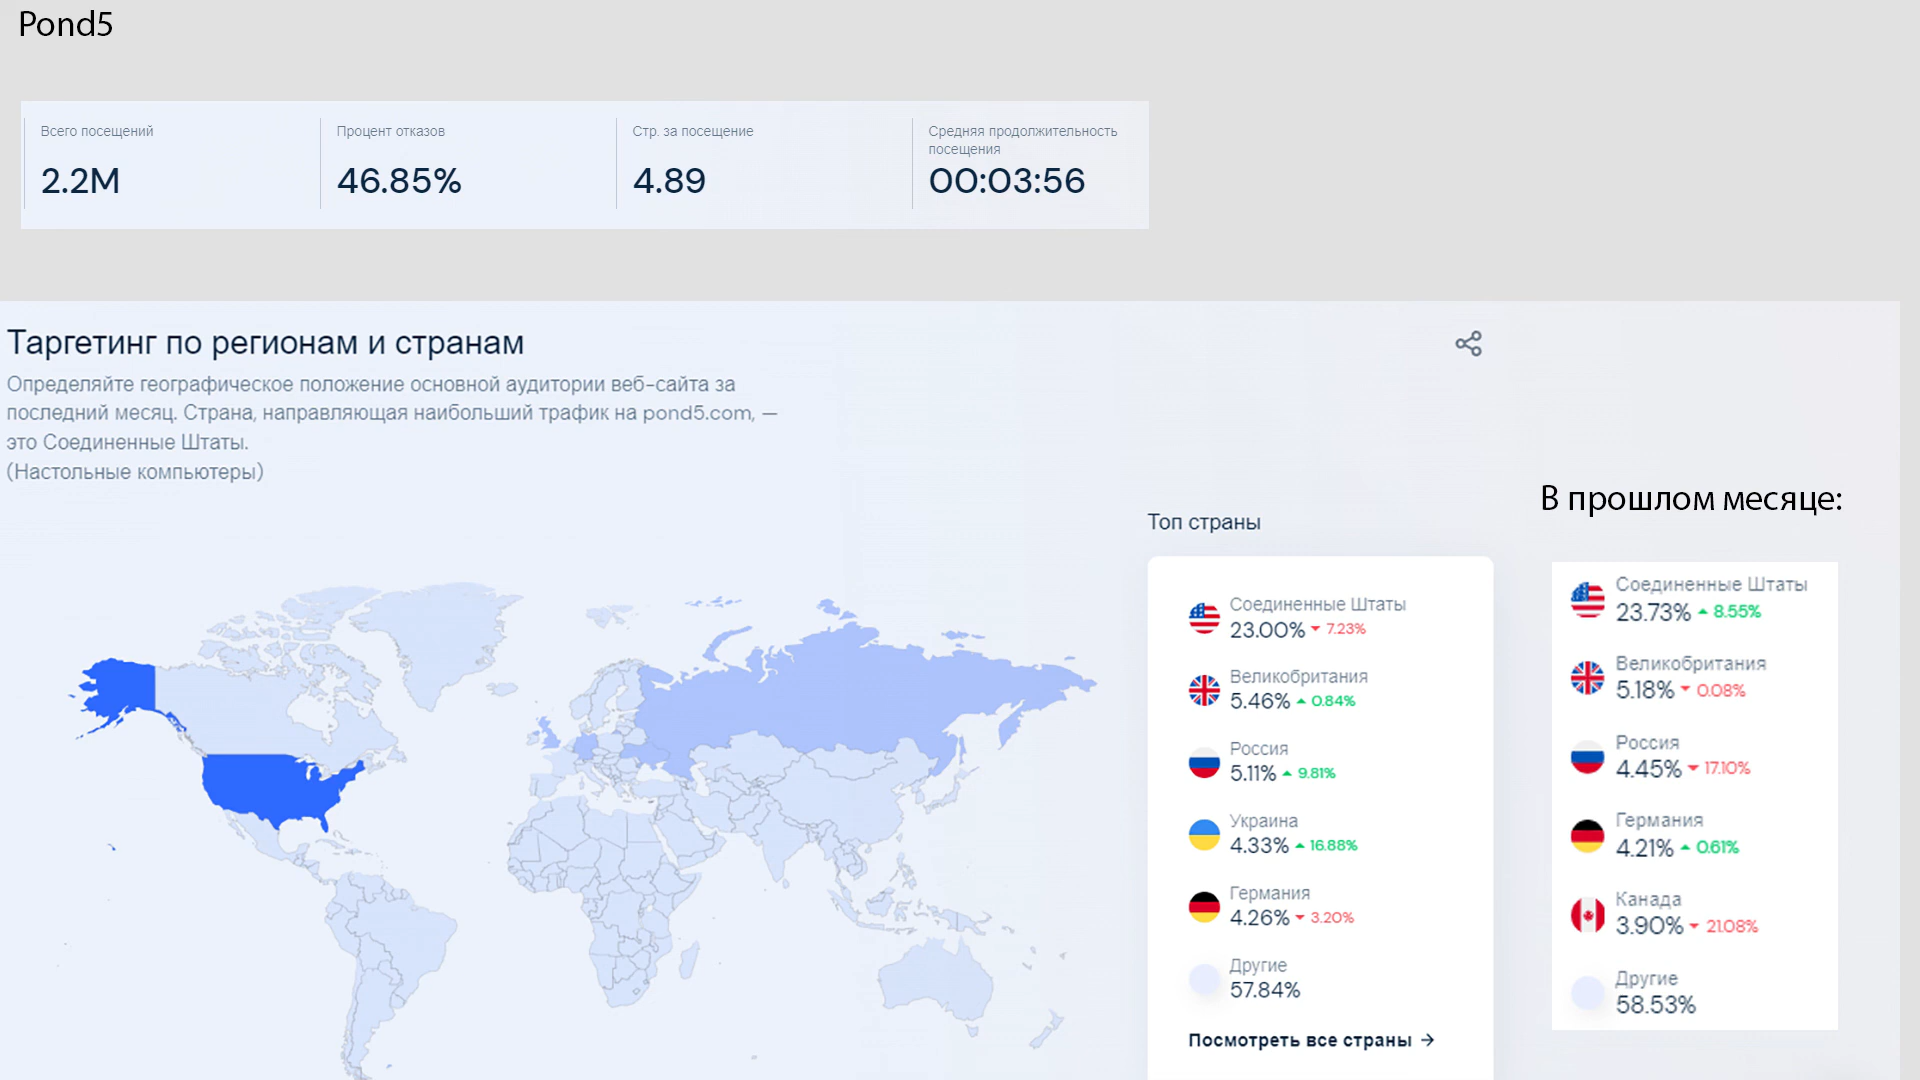 Pond5
Всего посещений
2.2M
Процент отказов
46.85%
Стр. за посещение
4.89
Средняя продолжительность
посещения
00:03:56
Таргетинг по регионам и странам
Определяйте географическое положение основной аудитории веб-сайта за
последний месяц. Страна, направляющая наибольший трафик на pond5.com, —
это Соединенные Штаты.
(Настольные компьютеры)
Топ страны
Соединенные Штаты
23.00% 7.23%
Великобритания
5.46% 0.84%
Россия
5.11% 9.81%
Украина
4.33% 16.88%
Германия
4.26% 3.20%
Другие
57.84%
Посмотреть все страны →
В прошлом месяце:
Соединенные Штаты
23.73% 8.55%
Великобритания
5.18% 0.08%
Россия
4.45% 17.10%
Германия
4.21% 0.61%
Канада
3.90% 21.08%
Другие
58.53%